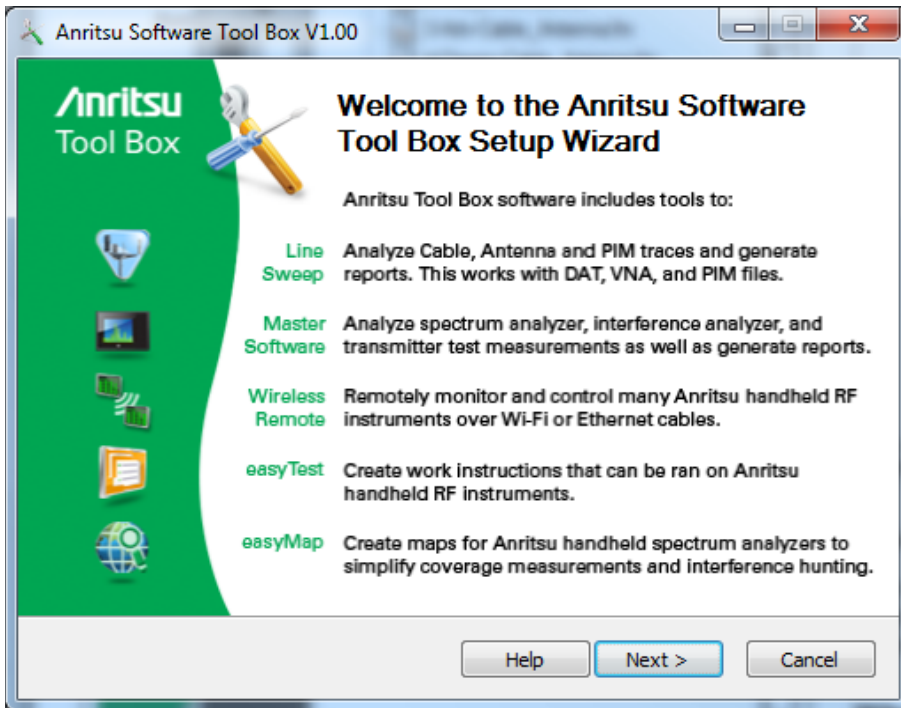 Anritsu Software Tool Box V1.00
Anritsu
Tool Box
Welcome to the Anritsu Software
Tool Box Setup Wizard
Anritsu Tool Box software includes tools to:
Line
Sweep
Analyze Cable, Antenna and PIM traces and generate
reports. This works with DAT, VNA, and PIM files.
Master
Software
Analyze spectrum analyzer, interference analyzer, and
transmitter test measurements as well as generate reports.
Wireless
Remote
Remotely monitor and control many Anritsu handheld RF
instruments over Wi-Fi or Ethernet cables.
easyTest
Create work instructions that can be ran on Anritsu
handheld RF instruments.
easyMap
Create maps for Anritsu handheld spectrum analyzers to
simplify coverage measurements and interference hunting.
Help
Next >
Cancel